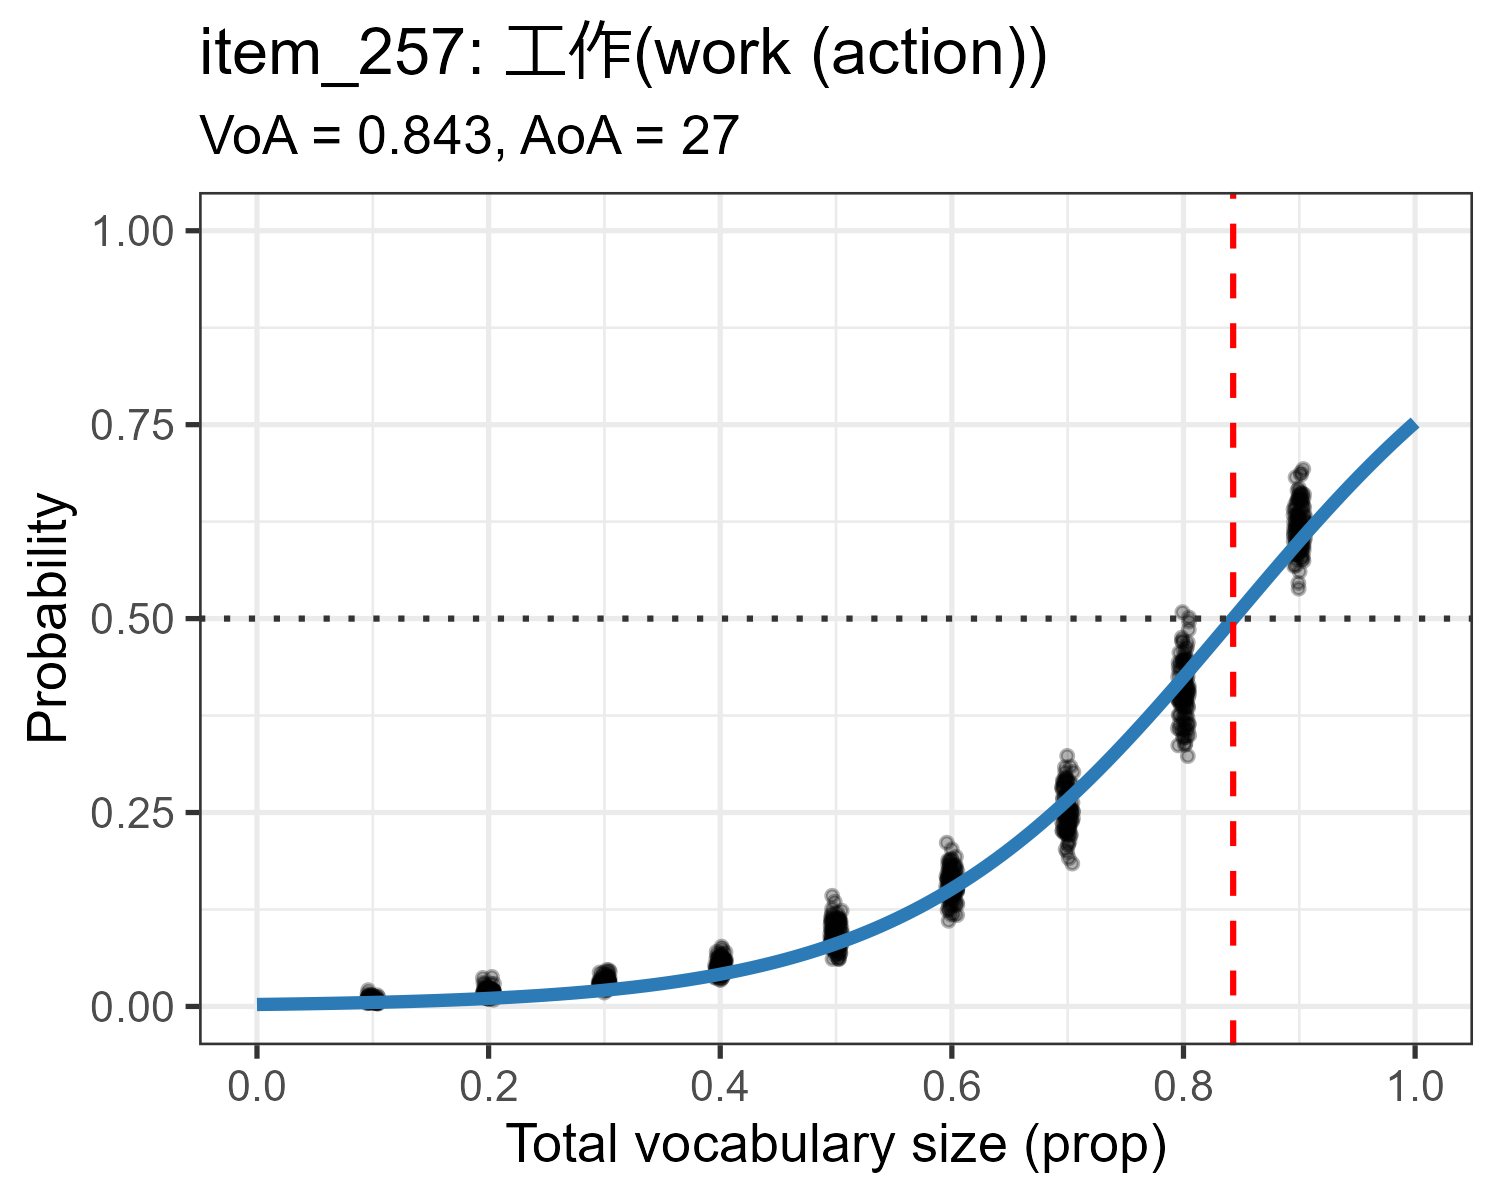 item_257: 工作(work (action))
VoA = 0.843, AoA = 27
1.00
0.75
0.50
0.25
0.00
Probability
0.0 0.2 0.4 0.6 0.8 1.0
Total vocabulary size (prop)